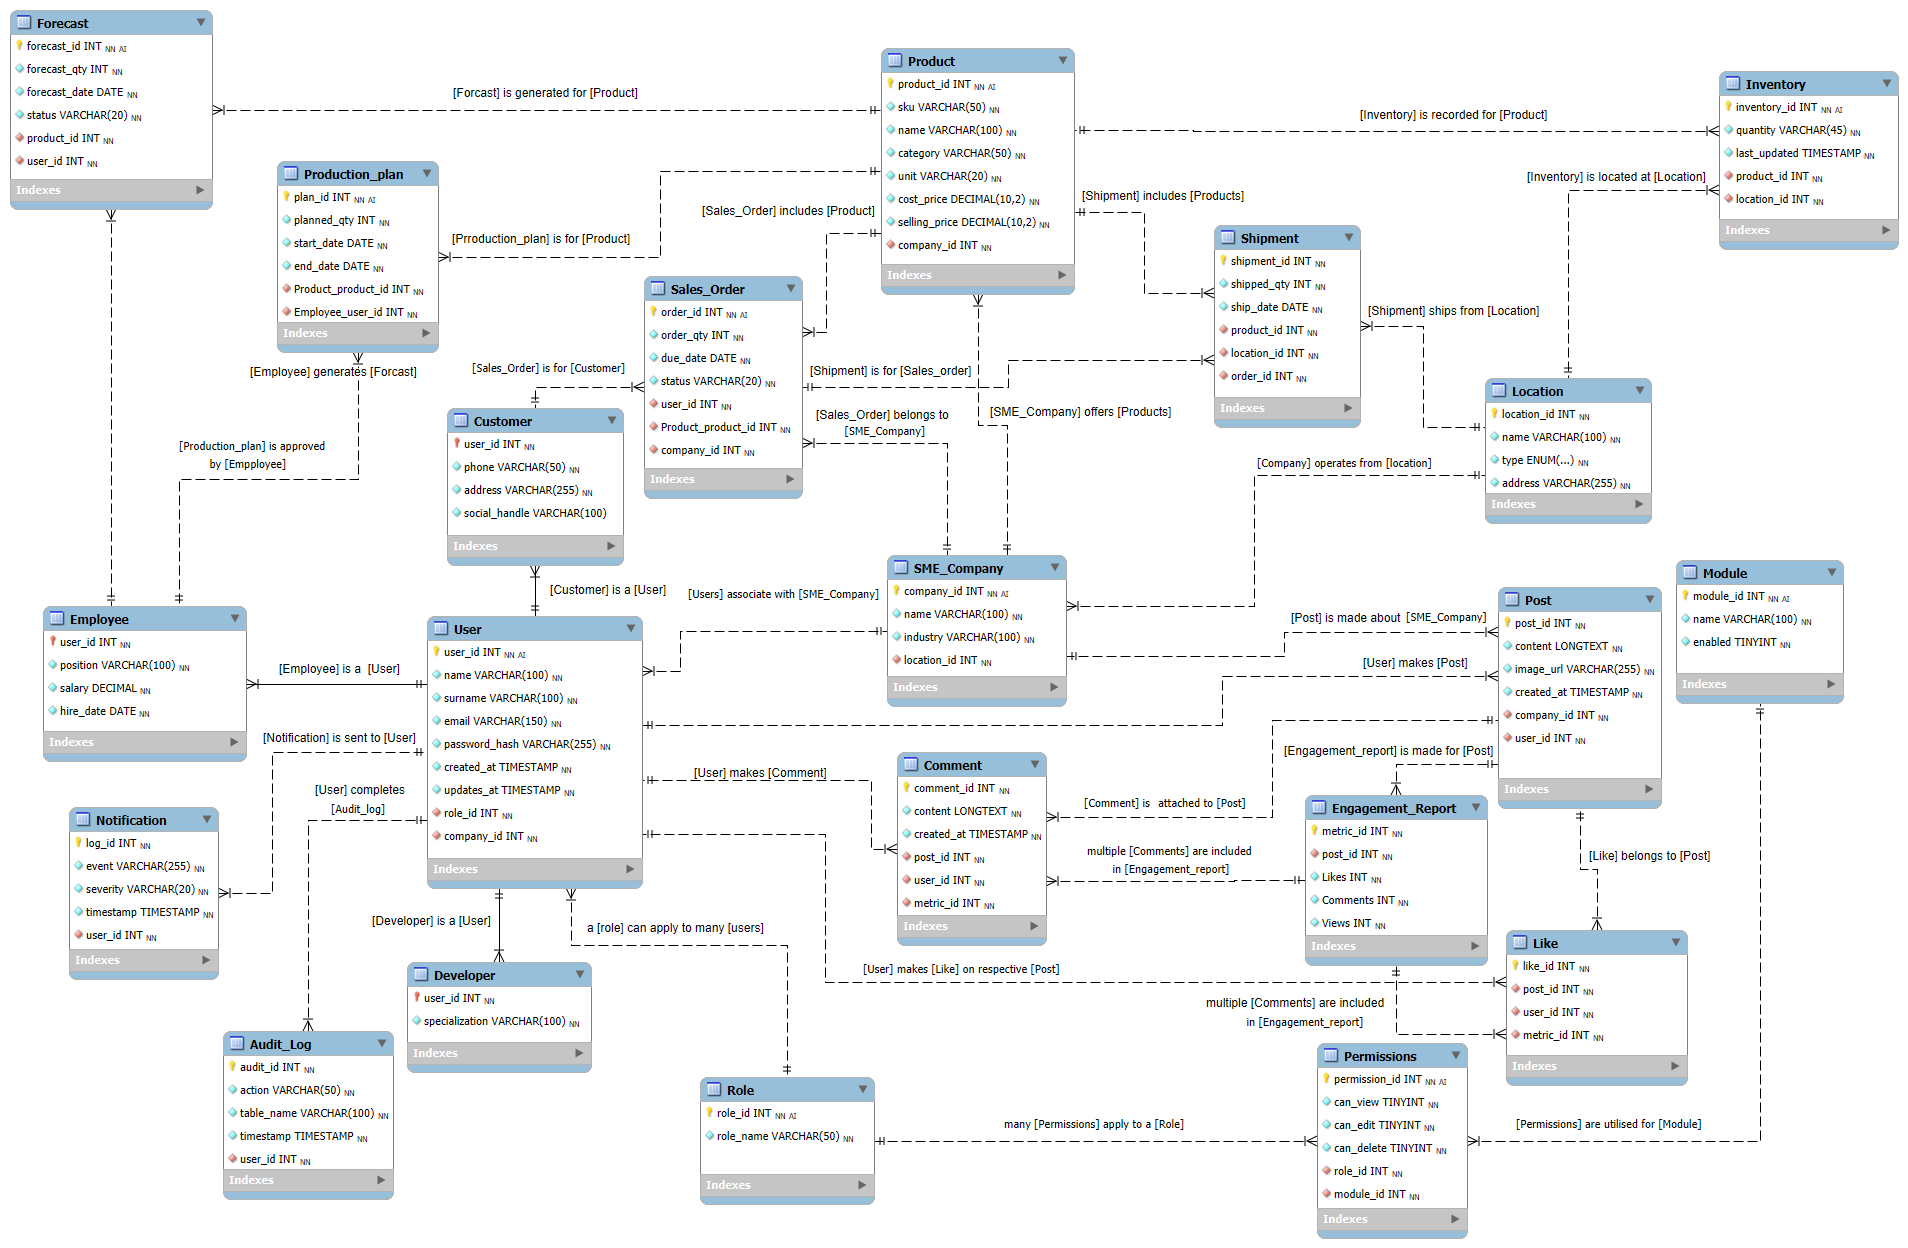 Forecast
forecast_id INT NN AI
forecast_qty INT NN
forecast_date DATE NN
status VARCHAR(20) NN
product_id INT NN
user_id INT NN
Indexes
[Forcast] is generated for [Product]
Product
product_id INT NN AI
sku VARCHAR(50) NN
name VARCHAR(100) NN
category VARCHAR(50) NN
unit VARCHAR(20) NN
cost_price DECIMAL(10,2) NN
selling_price DECIMAL(10,2) NN
company_id INT NN
Indexes
[Inventory] is recorded for [Product]
Inventory
inventory_id INT NN AI
quantity VARCHAR(45) NN
last_updated TIMESTAMP NN
product_id INT NN
location_id INT NN
Indexes
[Inventory] is located at [Location]
Production_plan
plan_id INT NN AI
planned_qty INT NN
start_date DATE NN
end_date DATE NN
Product_product_id INT NN
Employee_user_id INT NN
Indexes
[Prroduction_plan] is for [Product]
[Sales_Order] includes [Product]
[Shipment] includes [Products]
Shipment
shipment_id INT NN
shipped_qty INT NN
ship_date DATE NN
product_id INT NN
location_id INT NN
order_id INT NN
Indexes
[Shipment] ships from [Location]
Sales_Order
order_id INT NN AI
order_qty INT NN
due_date DATE NN
status VARCHAR(20) NN
user_id INT NN
Product_product_id INT NN
company_id INT NN
Indexes
[Employee] generates [Forcast]
[Sales_Order] is for [Customer]
[Shipment] is for [Sales_order]
[Sales_Order] belongs to
[SME_Company]
[SME_Company] offers [Products]
Location
location_id INT NN
name VARCHAR(100) NN
type ENUM(...) NN
address VARCHAR(255) NN
Indexes
[Company] operates from [location]
Customer
user_id INT NN
phone VARCHAR(50) NN
address VARCHAR(255) NN
social_handle VARCHAR(100)
Indexes
[Production_plan] is approved
by [Empployee]
[Customer] is a [User]
[Users] associate with [SME_Company]
SME_Company
company_id INT NN AI
name VARCHAR(100) NN
industry VARCHAR(100) NN
location_id INT NN
Indexes
[Post] is made about [SME_Company]
[User] makes [Post]
Post
post_id INT NN
content LONGTEXT NN
image_url VARCHAR(255) NN
created_at TIMESTAMP NN
company_id INT NN
user_id INT NN
Indexes
Module
module_id INT NN AI
name VARCHAR(100) NN
enabled TINYINT NN
Indexes
Employee
user_id INT NN
position VARCHAR(100) NN
salary DECIMAL NN
hire_date DATE NN
Indexes
[Employee] is a [User]
User
user_id INT NN AI
name VARCHAR(100) NN
surname VARCHAR(100) NN
email VARCHAR(150) NN
password_hash VARCHAR(255) NN
created_at TIMESTAMP NN
updates_at TIMESTAMP NN
role_id INT NN
company_id INT NN
Indexes
[Notification] is sent to [User]
[User] completes
[Audit_log]
[User] makes [Comment]
Comment
comment_id INT NN
content LONGTEXT NN
created_at TIMESTAMP NN
post_id INT NN
user_id INT NN
metric_id INT NN
Indexes
[Engagement_report] is made for [Post]
[Comment] is attached to [Post]
multiple [Comments] are included
in [Engagement_report]
Engagement_Report
metric_id INT NN
post_id INT NN
Likes INT NN
Comments INT NN
Views INT NN
Indexes
[Like] belongs to [Post]
Notification
log_id INT NN
event VARCHAR(255) NN
severity VARCHAR(20) NN
timestamp TIMESTAMP NN
user_id INT NN
Indexes
[Developer] is a [User]
a [role] can apply to many [users]
Developer
user_id INT NN
specialization VARCHAR(100) NN
Indexes
[User] makes [Like] on respective [Post]
multiple [Comments] are included
in [Engagement_report]
Like
like_id INT NN
post_id INT NN
user_id INT NN
metric_id INT NN
Indexes
Audit_Log
audit_id INT NN
action VARCHAR(50) NN
table_name VARCHAR(100) NN
timestamp TIMESTAMP NN
user_id INT NN
Indexes
Role
role_id INT NN AI
role_name VARCHAR(50) NN
Indexes
many [Permissions] apply to a [Role]
Permissions
permission_id INT NN AI
can_view TINYINT NN
can_edit TINYINT NN
can_delete TINYINT NN
role_id INT NN
module_id INT NN
Indexes
[Permissions] are utilised for [Module]